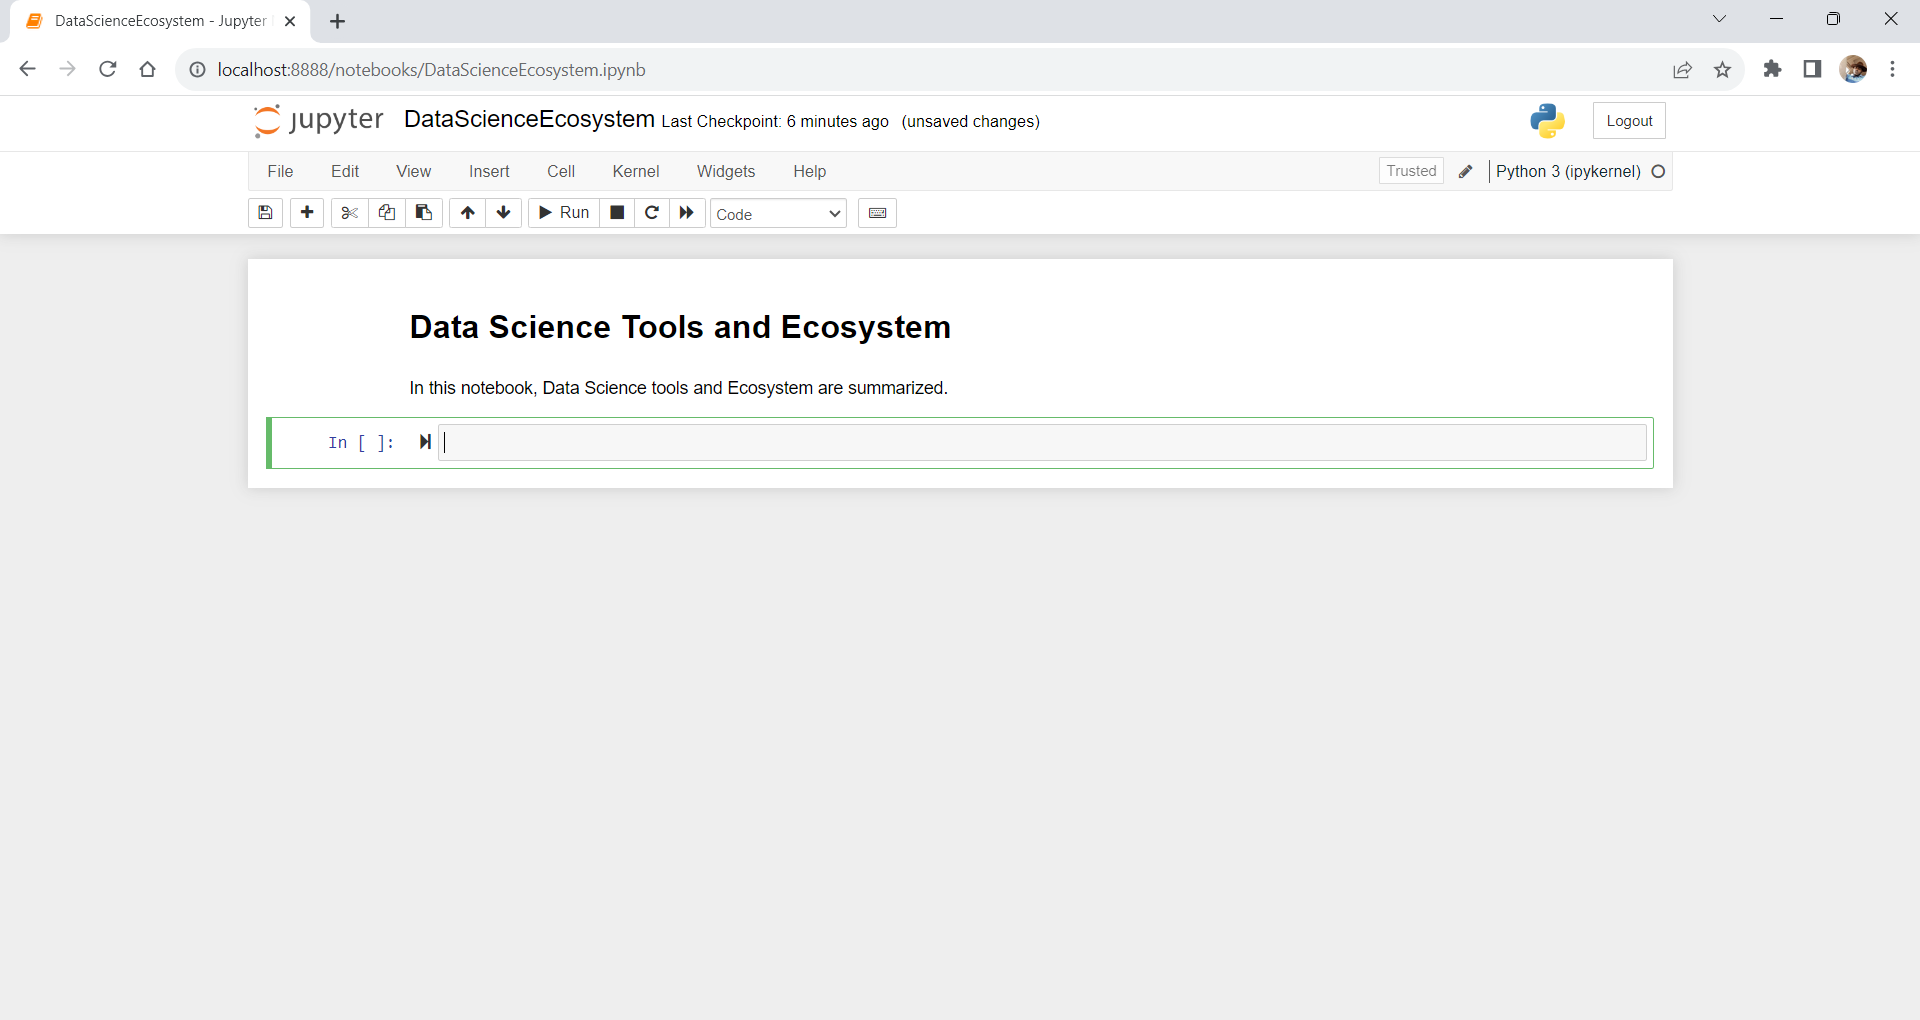 DataScienceEcosystem - Jupyter
localhost:8888/notebooks/DataScienceEcosystem.ipynb
jupyter DataScienceEcosystem Last Checkpoint: 6 minutes ago (unsaved changes) Logout
File Edit View Insert Cell Kernel Widgets Help Trusted Python 3 (ipykernel)
Run Code
Data Science Tools and Ecosystem
In this notebook, Data Science tools and Ecosystem are summarized.
In [ ]: